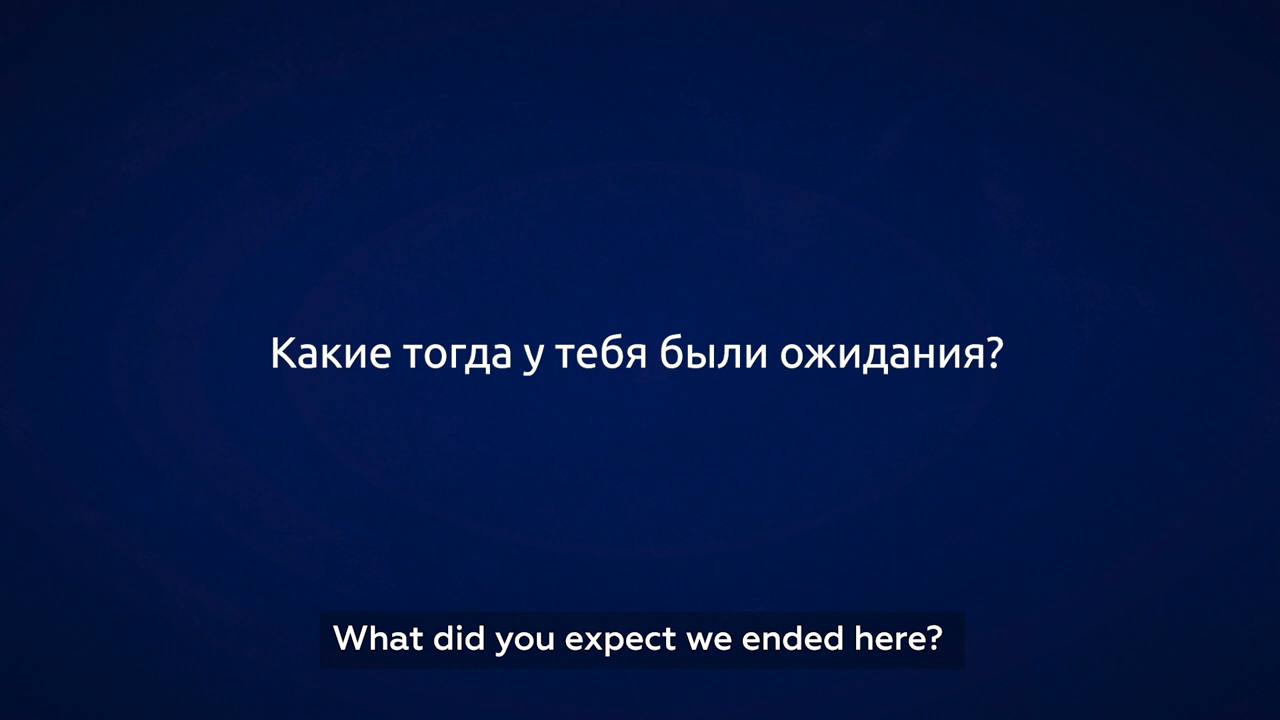 Какие тогда у тебя были ожидания?
What did you expect we ended here?